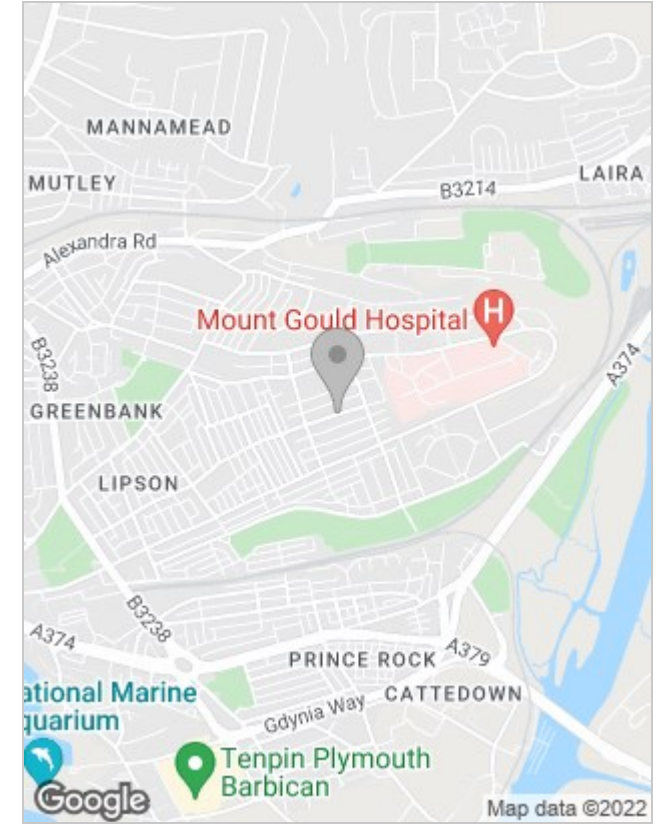 MANNAMEAD
MUTLEY
LAIRA
B3214
Alexandra Rd
Mount Gould Hospital
H
B3238
A374
GREENBANK
LIPSON
B3238
A374
PRINCE ROCK
A379
ational Marine
quarium
CATTEDOWN
Gdynia Way
Tenpin Plymouth
Barbican
Google
Map data ©2022